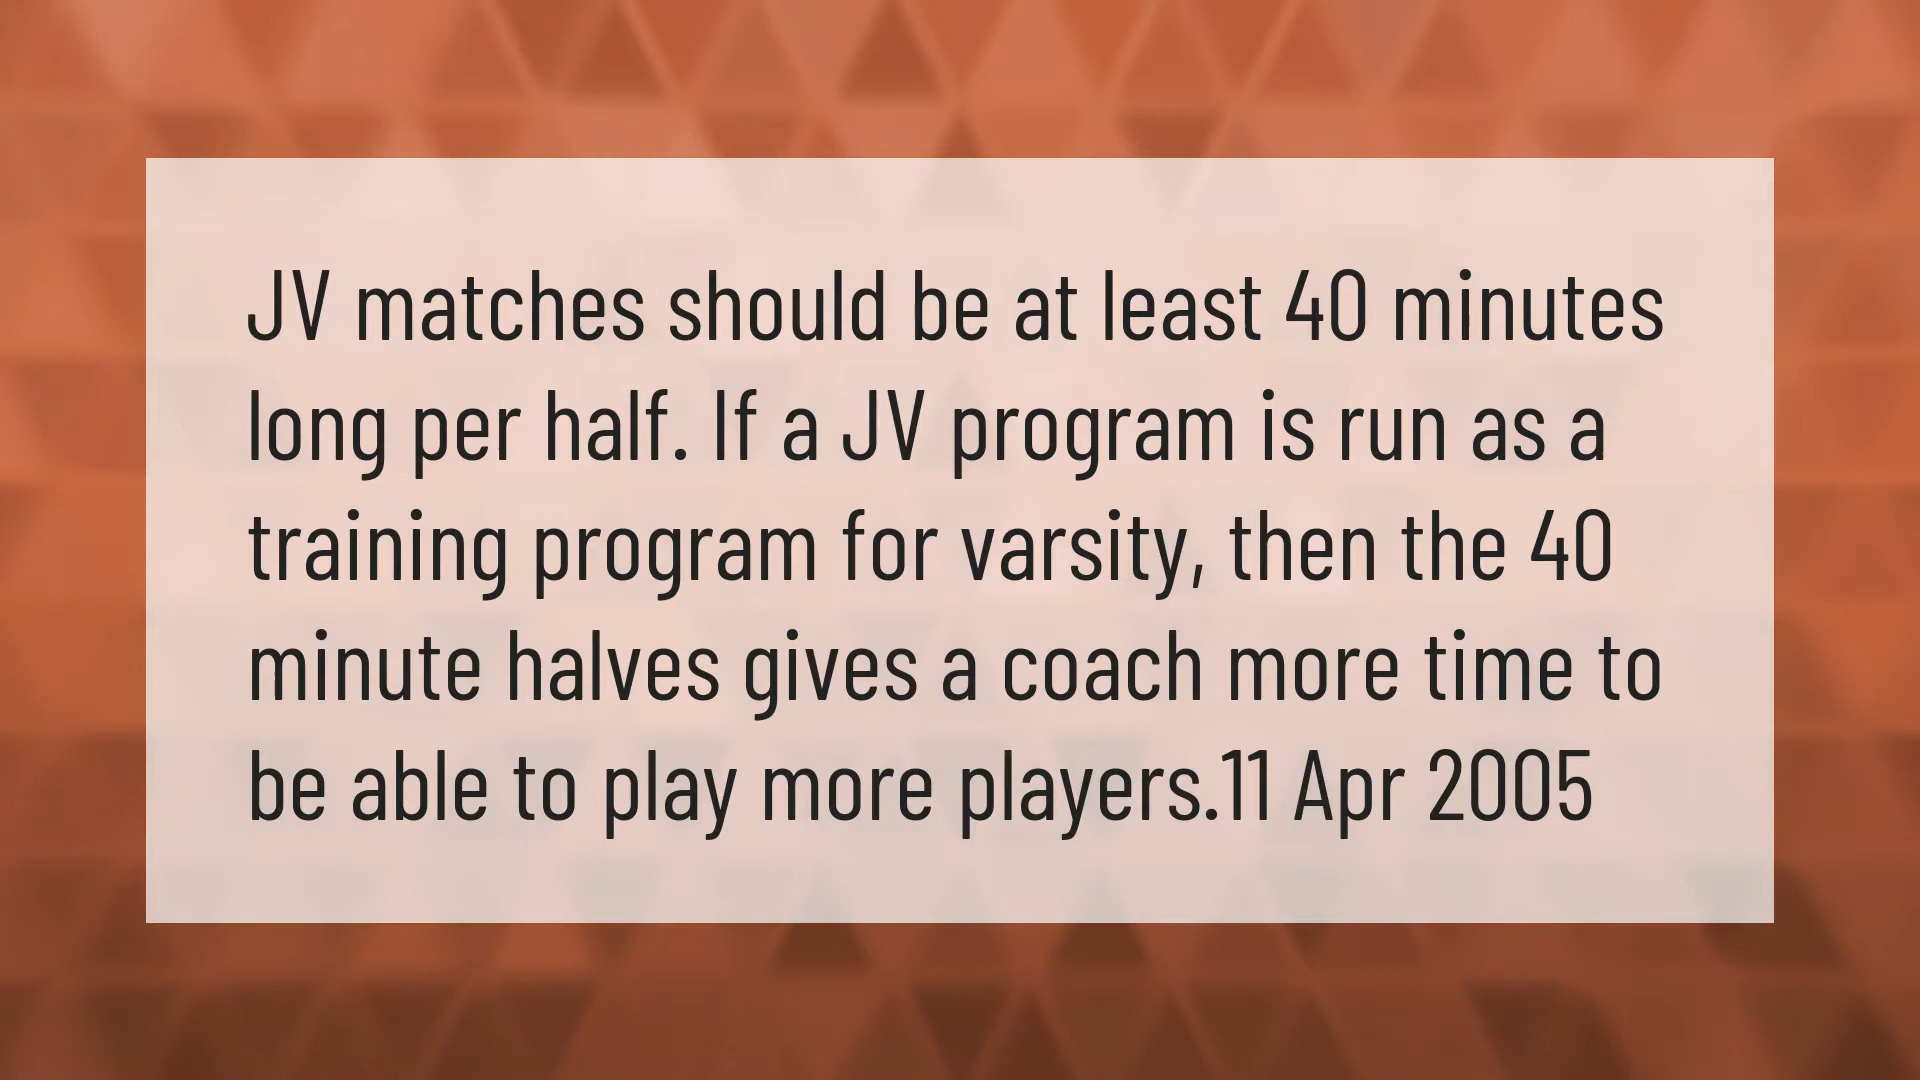 JV matches should be at least 40 minutes
long per half. If a JV program is run as a
training program for varsity, then the 40
minute halves gives a coach more time to
be able to play more players.11 Apr 2005